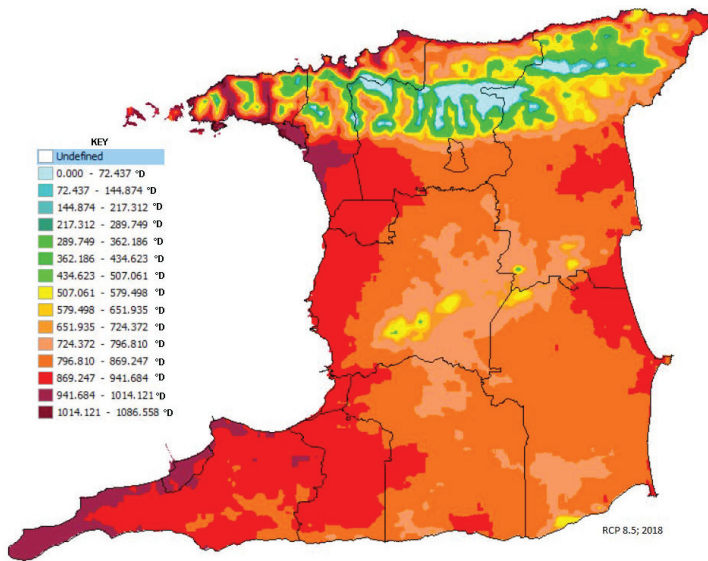 KEY
Undefined
0.000 - 72.437 °D
72.437 - 144.874 °D
144.874 - 217.312 °D
217.312 - 289.749 °D
289.749 - 362.186 °D
362.186 - 434.623 °D
434.623 - 507.061 °D
507.061 - 579.498 °D
579.498 - 651.935 °D
651.935 - 724.372 °D
724.372 - 796.810 °D
796.810 - 869.247 °D
869.247 - 941.684 °D
941.684 - 1014.121 °D
1014.121 - 1086.558 °D
RCP 8.5; 2018